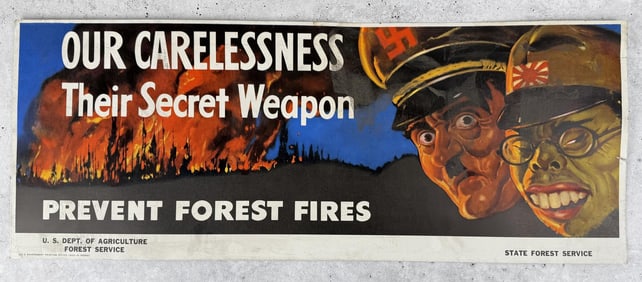 OUR CARELESSNESS
Their Secret Weapon
PREVENT FOREST FIRES
U. S. DEPT. OF AGRICULTURE
FOREST SERVICE
STATE FOREST SERVICE